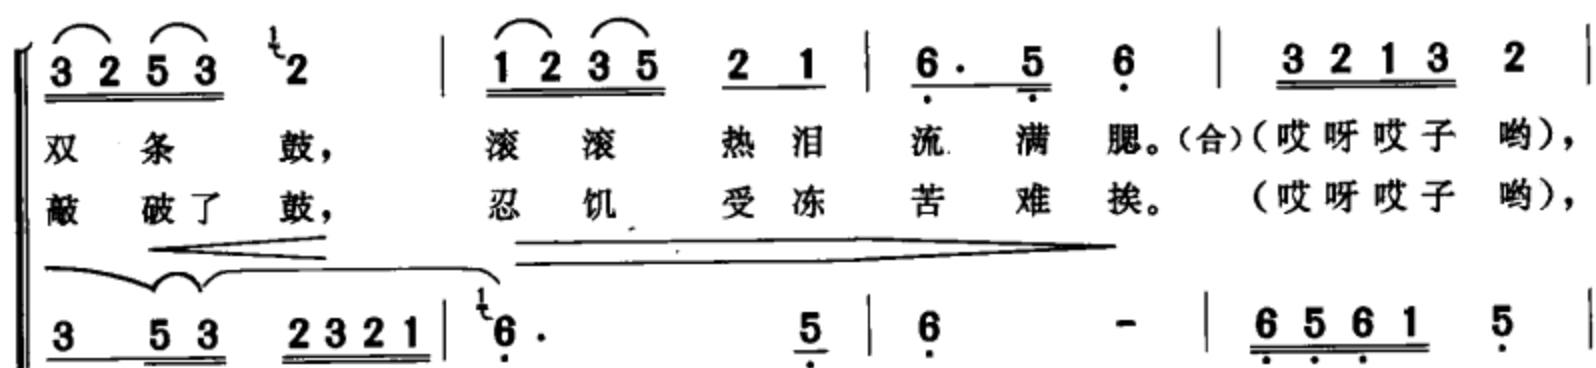 3 2 5 3 1 2 | 1 2 3 5 2 1 | 6 · 5 6 | 3 2 1 3 2 |
双 条 鼓， 滚 滚 热 泪 流 满 腮。（合）（哎 呀 哎 子 哟），
敲 破 了 鼓， 忍 饥 受 冻 苦 难 挨。 （哎 呀 哎 子 哟），
3 5 3 2 3 2 1 | 1 6 · 5 | 6 - | 6 5 6 1 5 |